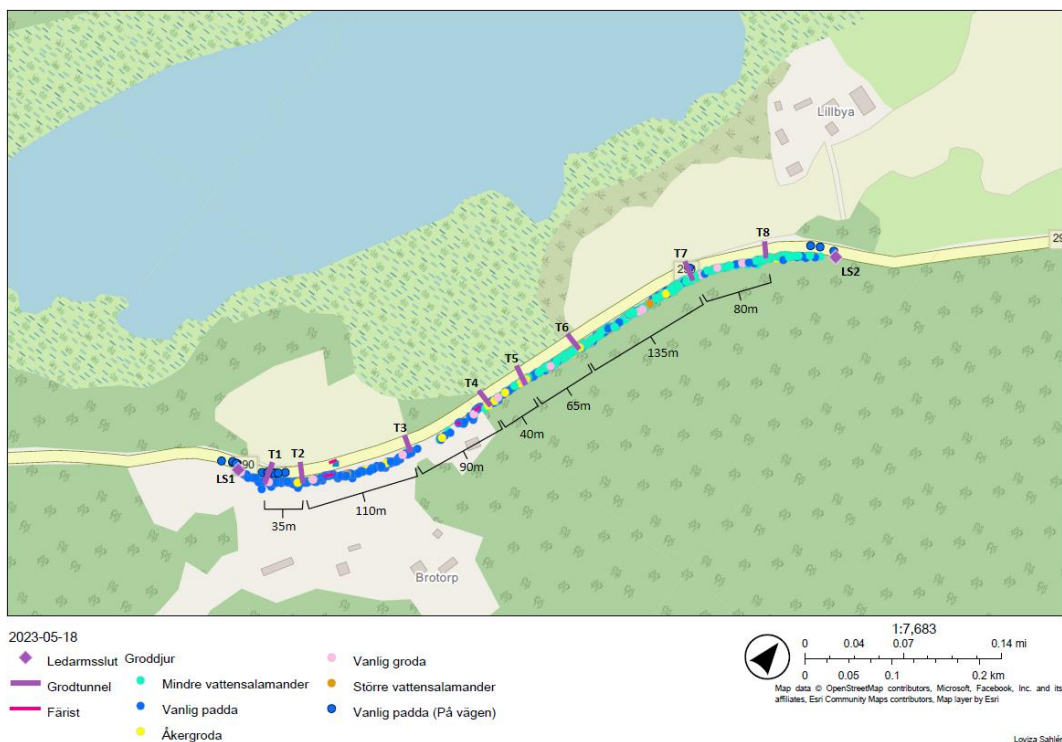 Lillbya
T8
29
T7
LS2
29
80m
T6
135m
T5
65m
T4
40m
T3
90m
90
T1
T2
LS1
110m
35m
Brotorp
2023-05-18
Ledarmsslut
Grodtunnel
Färist
Groddjur
Mindre vattensalamander
Vanlig padda
Åkergroda
Vanlig groda
Större vattensalamander
Vanlig padda (På vägen)
1:7,683
0 0.04 0.07 0.14 mi
0 0.05 0.1 0.2 km
Map data © OpenStreetMap contributors, Microsoft, Facebook, Inc. and its
affiliates, Esri Community Maps contributors, Map layer by Esri
Loviza Sahlén